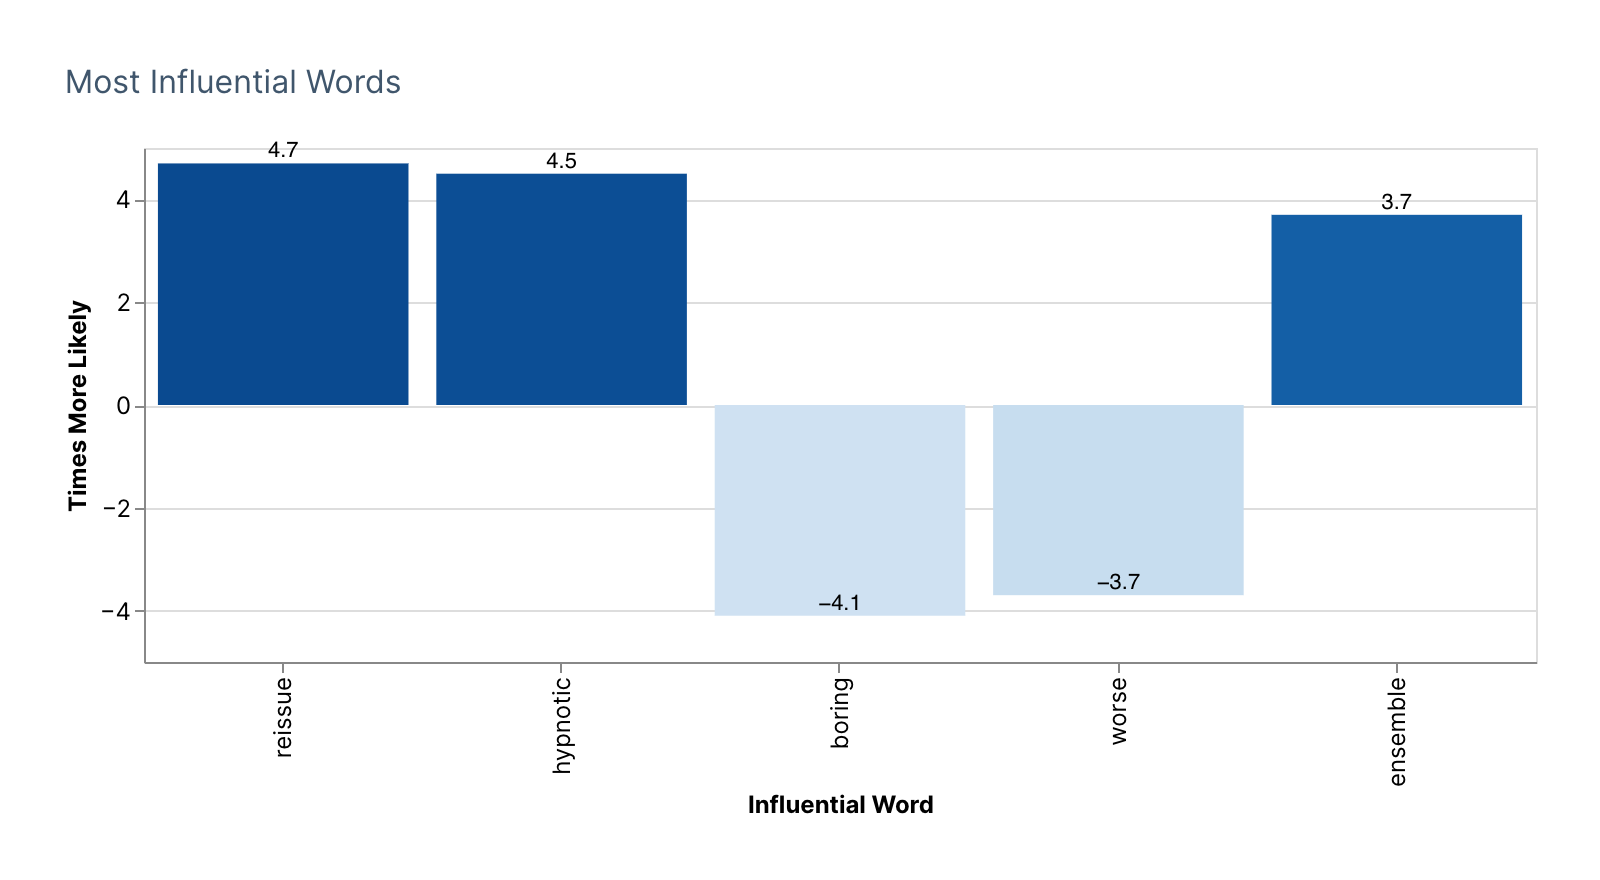 Most Influential Words
4.7
4.5
3.7
4
2
0
−2
−4
−4.1
−3.7
Times More Likely
reissue
hypnotic
boring
worse
ensemble
Influential Word